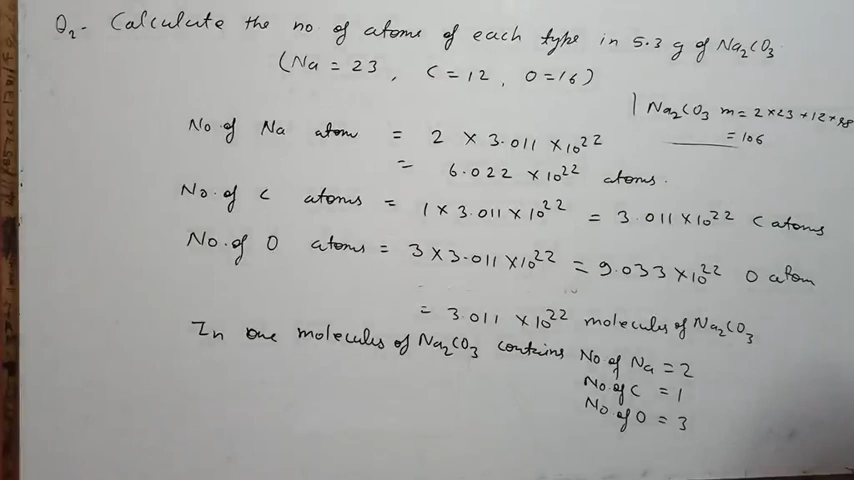 Q2- Calculate the no of atoms of each type in 5.3 g of Na2CO3
(Na = 23, C = 12, O = 16)
| Na2CO3 m = 2×23+12+48
= 106
No of Na atom = 2 × 3.011 × 10^22
= 6.022 × 10^22 atoms.
No. of C atoms = 1 × 3.011 × 10^22 = 3.011 × 10^22 C atoms
No. of O atoms = 3 × 3.011 × 10^22 = 9.033 × 10^22 O atom
= 3.011 × 10^22 molecules of Na2CO3
In one molecules of Na2CO3 contains No of Na = 2
No. of C = 1
No. of O = 3